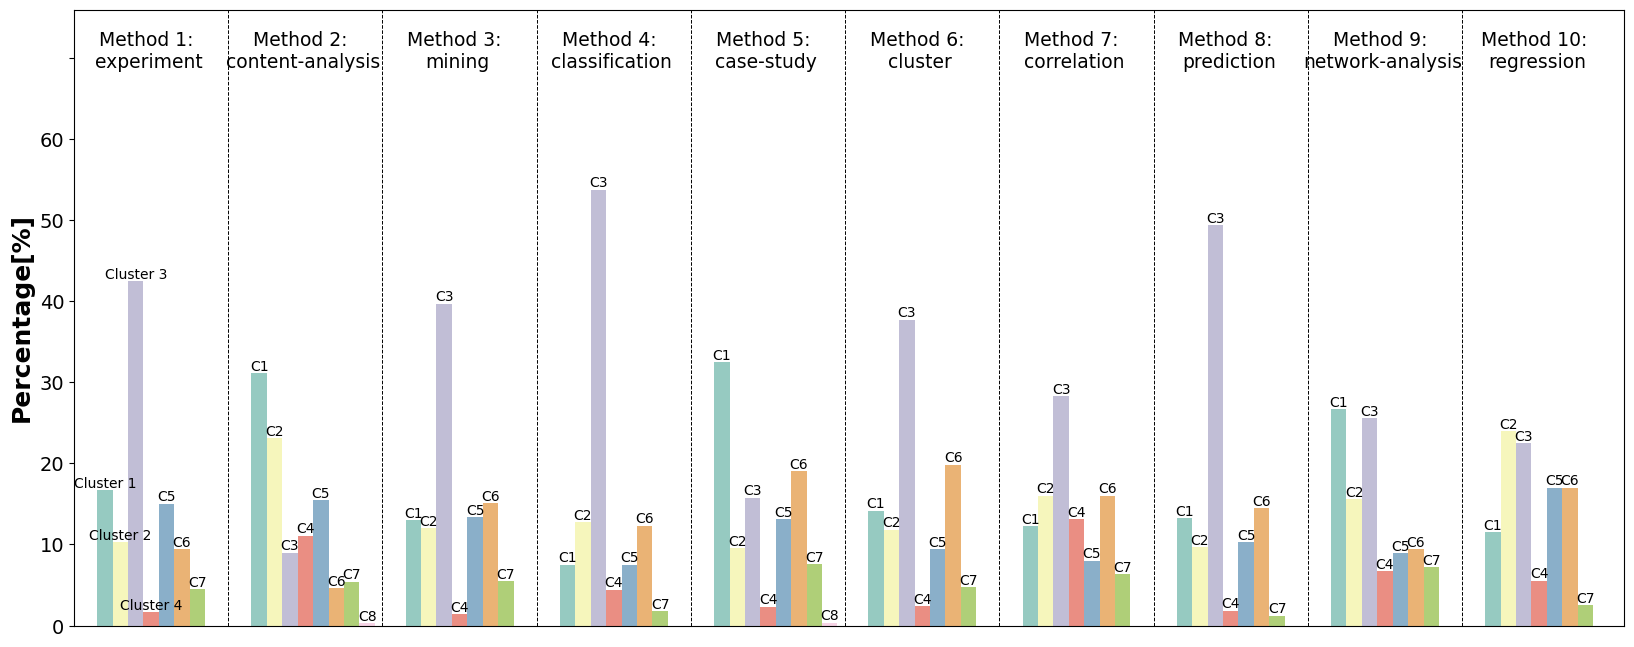 Method 1:
experiment
Method 2:
content-analysis
Method 3:
mining
Method 4:
classification
Method 5:
case-study
Method 6:
cluster
Method 7:
correlation
Method 8:
prediction
Method 9:
network-analysis
Method 10:
regression
Percentage[%]
60
50
40
30
20
10
0
Cluster 1
Cluster 2
Cluster 3
Cluster 4
C5
C6
C7
C1
C2
C3
C4
C5
C6
C7
C8
C1
C2
C3
C4
C5
C6
C7
C1
C2
C3
C4
C5
C6
C7
C1
C2
C3
C4
C5
C6
C7
C8
C1
C2
C3
C4
C5
C6
C7
C1
C2
C3
C4
C5
C6
C7
C1
C2
C3
C4
C5
C6
C7
C1
C2
C3
C4
C5
C6
C7
C1
C2
C3
C4
C5
C6
C7